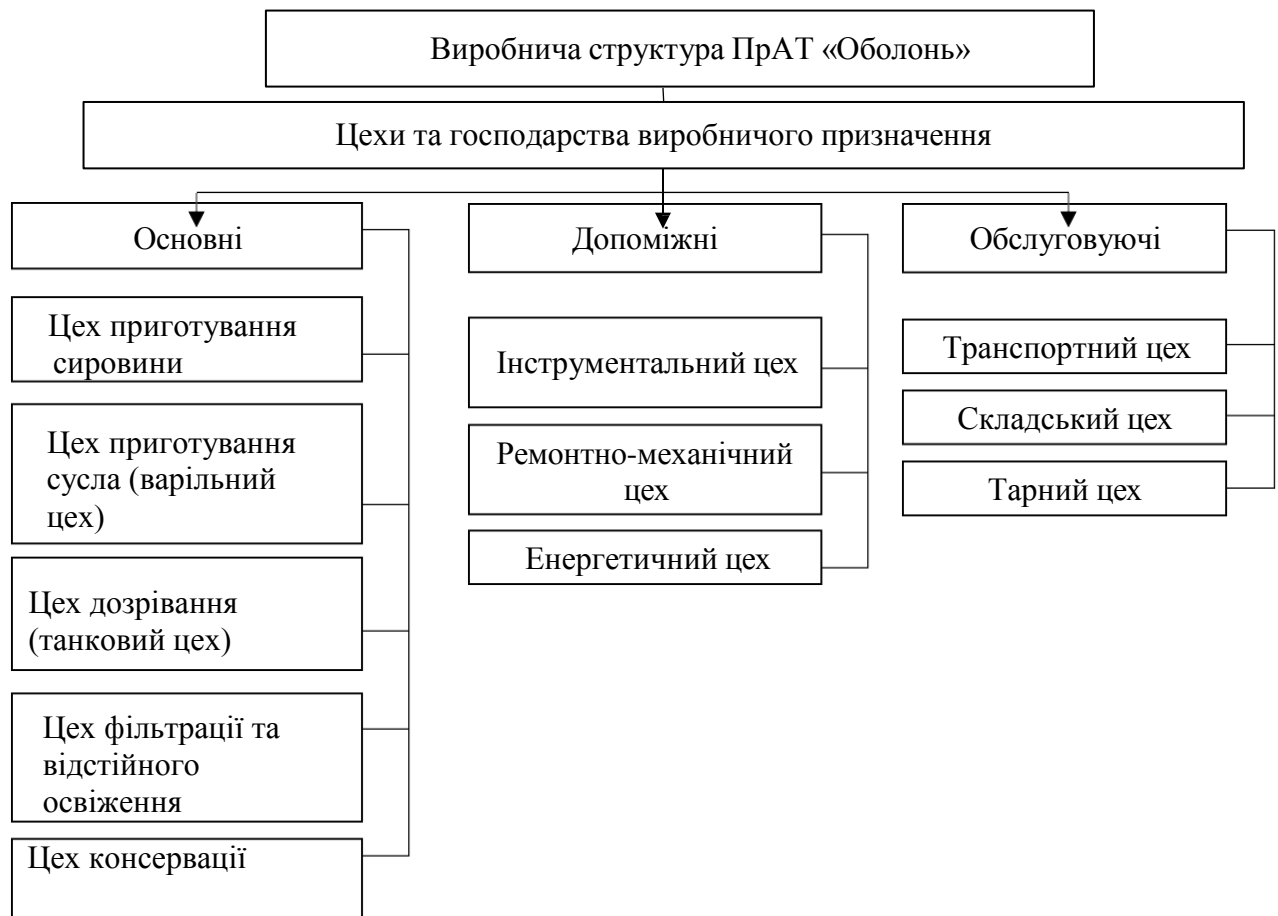 Виробнича структура ПрАТ «Оболонь»
Цехи та господарства виробничого призначення
Основні
Допоміжні
Обслуговуючі
Цех приготування
сировини
Цех приготування
сусла (варільний
цех)
Цех дозрівання
(танковий цех)
Цех фільтрації та
відстійного
освіження
Цех консервації
Інструментальний цех
Ремонтно-механічний
цех
Енергетичний цех
Транспортний цех
Складський цех
Тарний цех